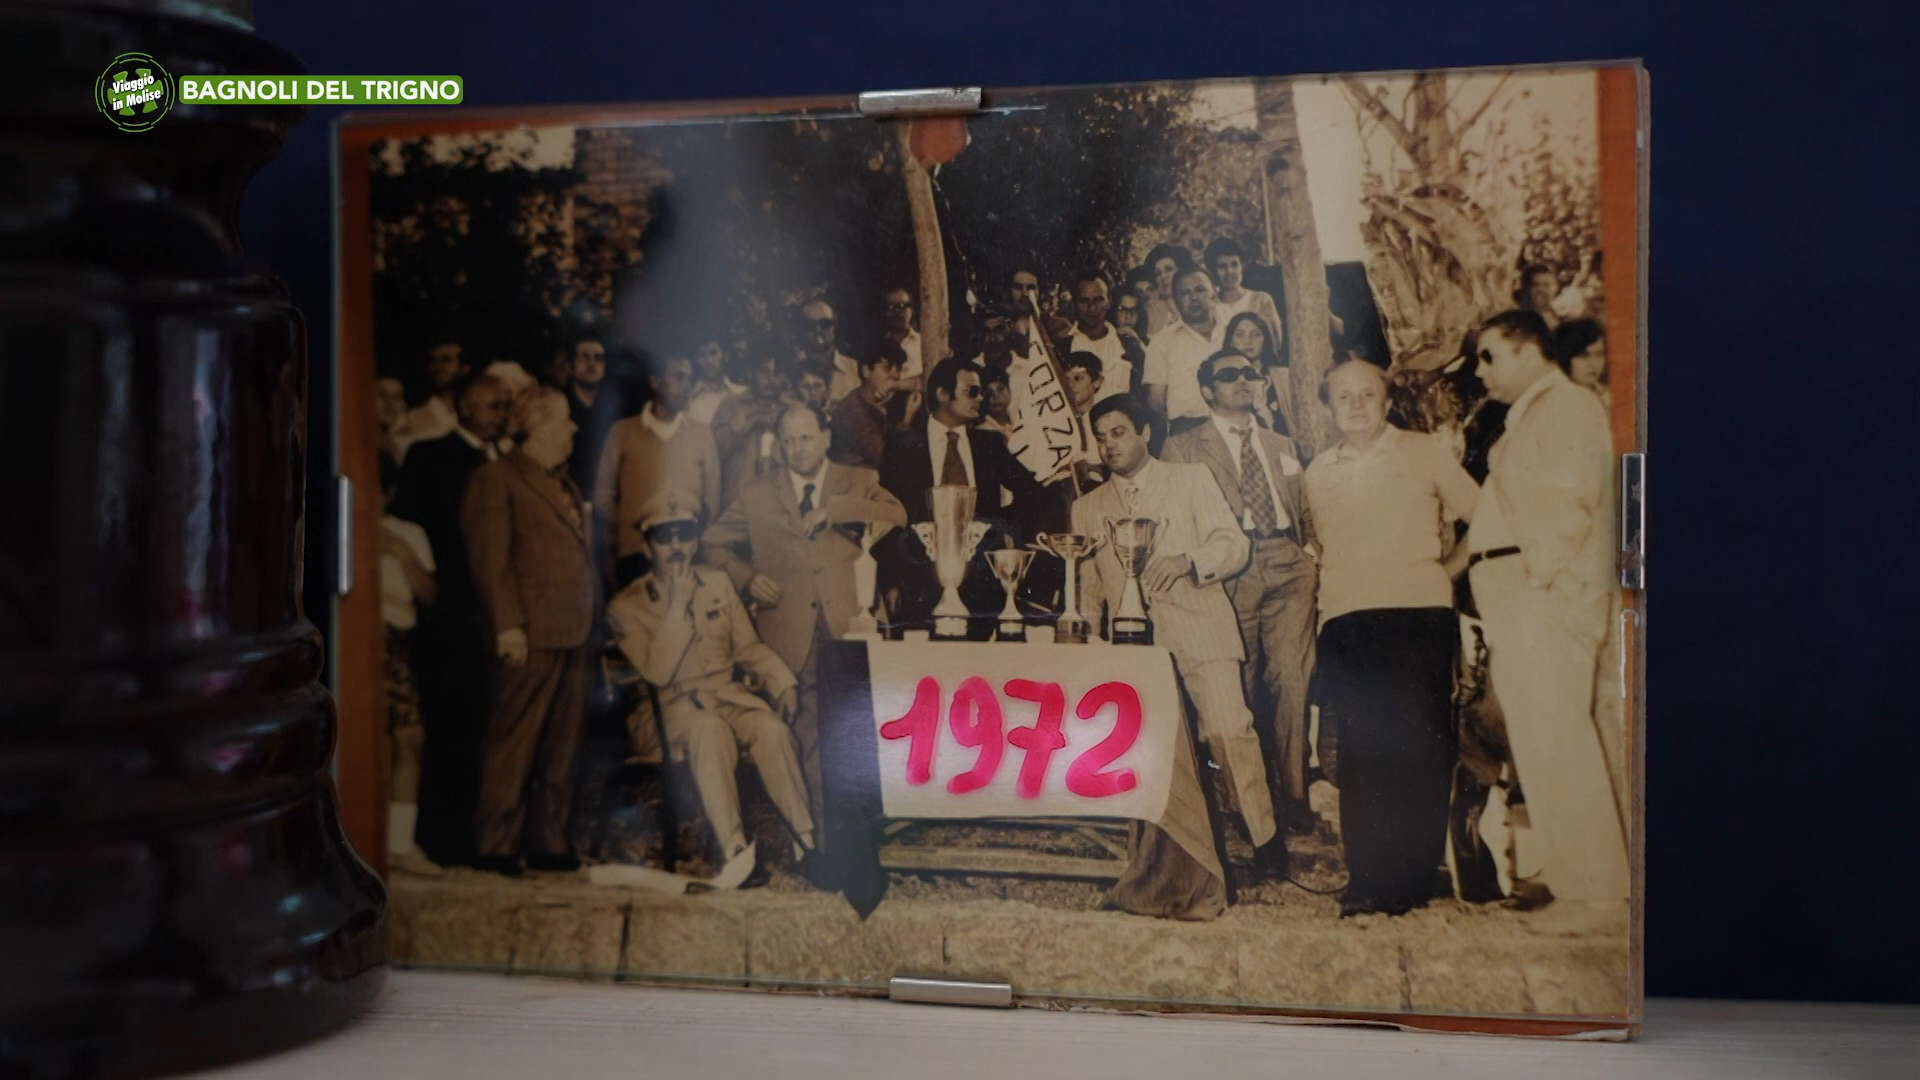 Viaggio
in Molise
BAGNOLI DEL TRIGNO
FORZA
1972